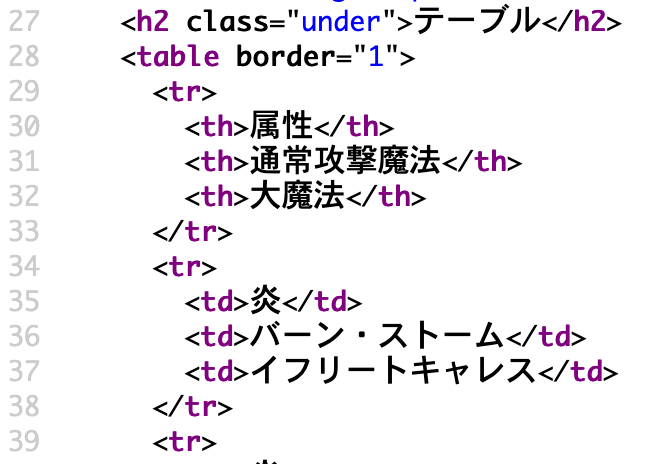 27 <h2 class="under">テーブル</h2>
28 <table border="1">
29 <tr>
30 <th>属性</th>
31 <th>通常攻撃魔法</th>
32 <th>大魔法</th>
33 </tr>
34 <tr>
35 <td>炎</td>
36 <td>バーン・ストーム</td>
37 <td>イフリートキャレス</td>
38 </tr>
39 <tr>